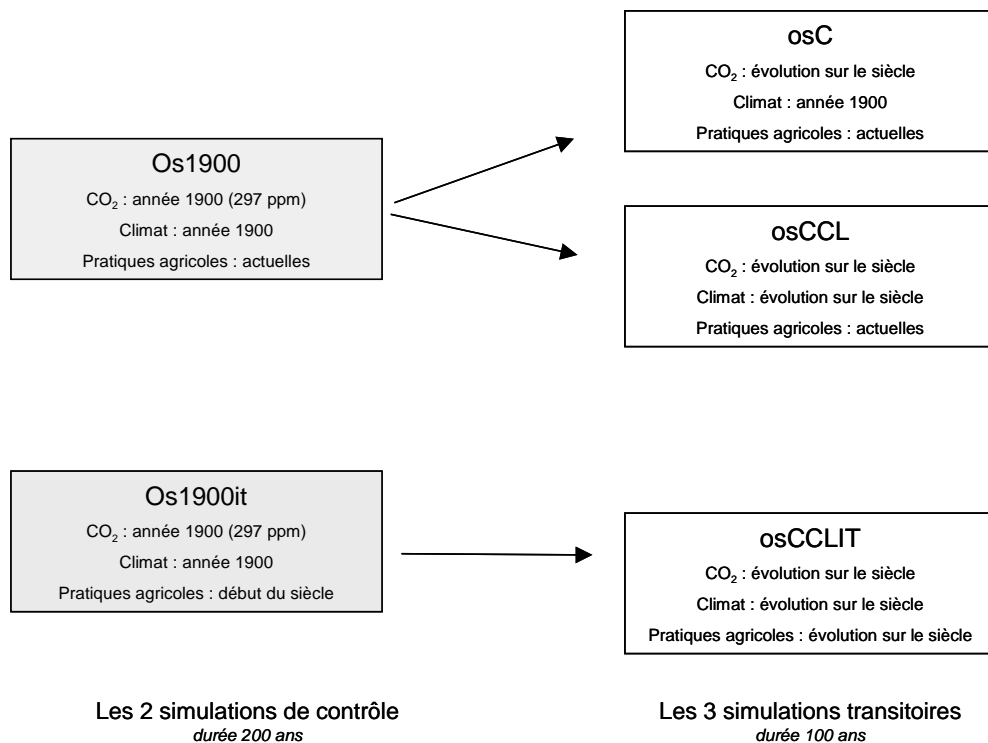 osC
CO₂ : évolution sur le siècle
Climat : année 1900
Pratiques agricoles : actuelles
Os1900
CO₂ : année 1900 (297 ppm)
Climat : année 1900
Pratiques agricoles : actuelles
osCCL
CO₂ : évolution sur le siècle
Climat : évolution sur le siècle
Pratiques agricoles : actuelles
Os1900it
CO₂ : année 1900 (297 ppm)
Climat : année 1900
Pratiques agricoles : début du siècle
osCCLIT
CO₂ : évolution sur le siècle
Climat : évolution sur le siècle
Pratiques agricoles : évolution sur le siècle
Les 2 simulations de contrôle
durée 200 ans
Les 3 simulations transitoires
durée 100 ans